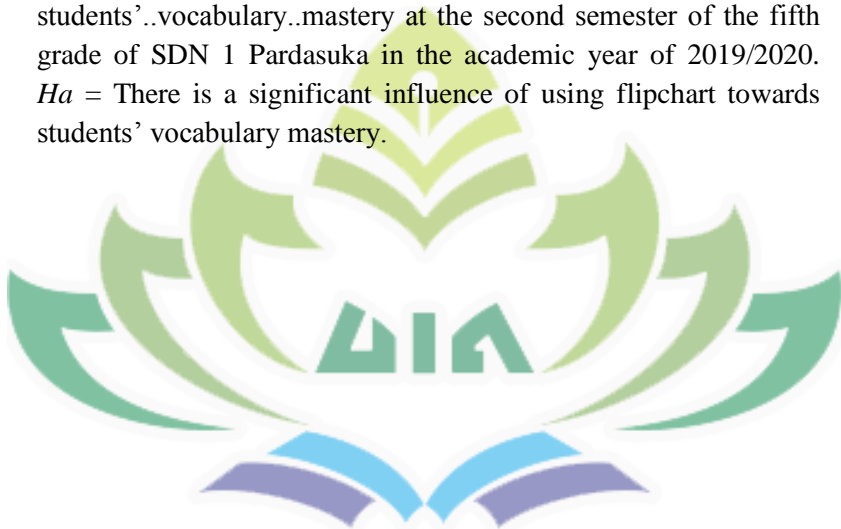 students’..vocabulary..mastery at the second semester of the fifth
grade of SDN 1 Pardasuka in the academic year of 2019/2020.
Ha = There is a significant influence of using flipchart towards
students’ vocabulary mastery.